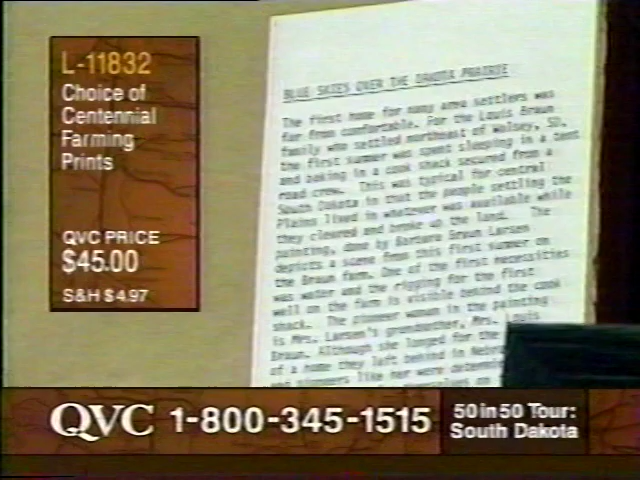 L-11832
Choice of
Centennial
Farming
Prints
QVC PRICE
$45.00
S&H $4.97
BLUE SKIES OVER THE DAKOTA PRAIRIE
The first home for many area settlers was
far from comfortable. For the Louis Braun
family who settled northeast of Wolsey, SD,
the first summer was spent sleeping in a tent
and baking in a cook shack secured from a
road crew. This was typical for central
South Dakota in that the people settling the
Plains lived in whatever was available while
they cleared and broke up the land. The
painting, done by Barbara Braun Larsen
depicts a scene from this first summer on
the Braun farm. One of the first necessities
was water and the rigging for the first
well on the farm is visible behind the cook
shack. The pioneer woman in the painting
is Mrs. Larsen's grandmother, Mrs. Louis
Braun. Although she longed for the
of a home they left behind in
pioneers like her were
QVC 1-800-345-1515
50 in 50 Tour:
South Dakota